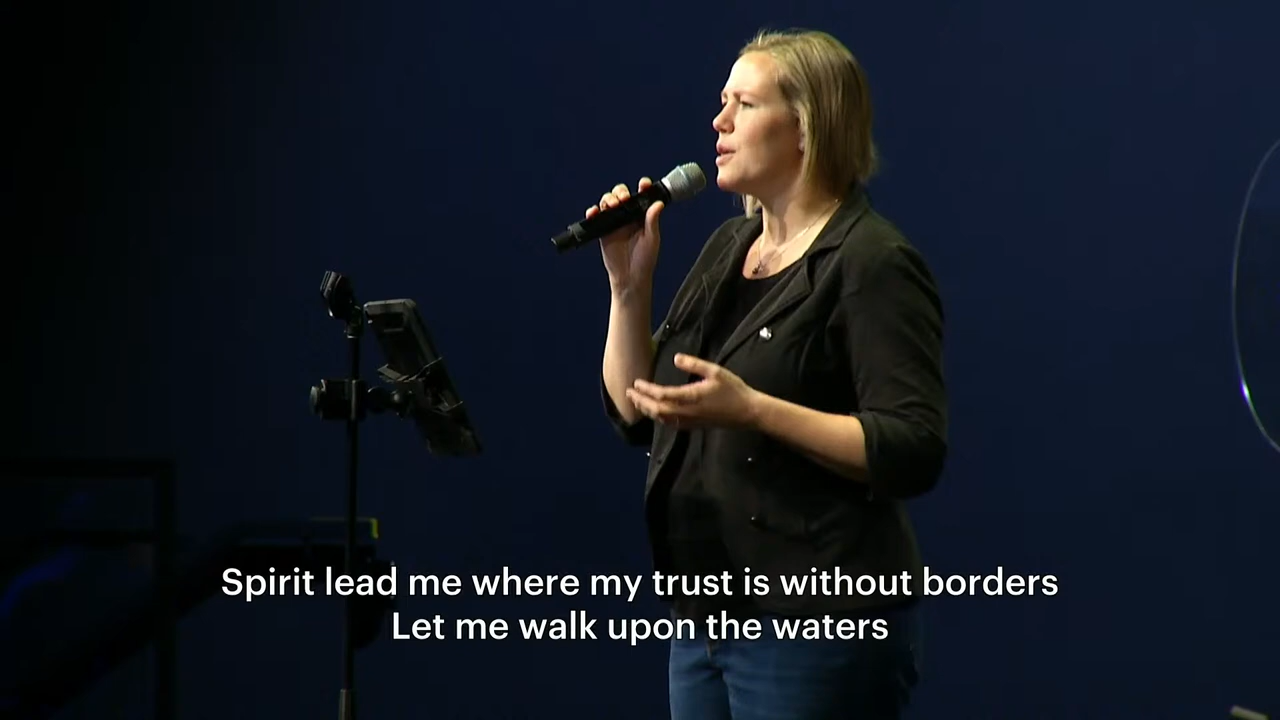 Spirit lead me where my trust is without borders
Let me walk upon the waters